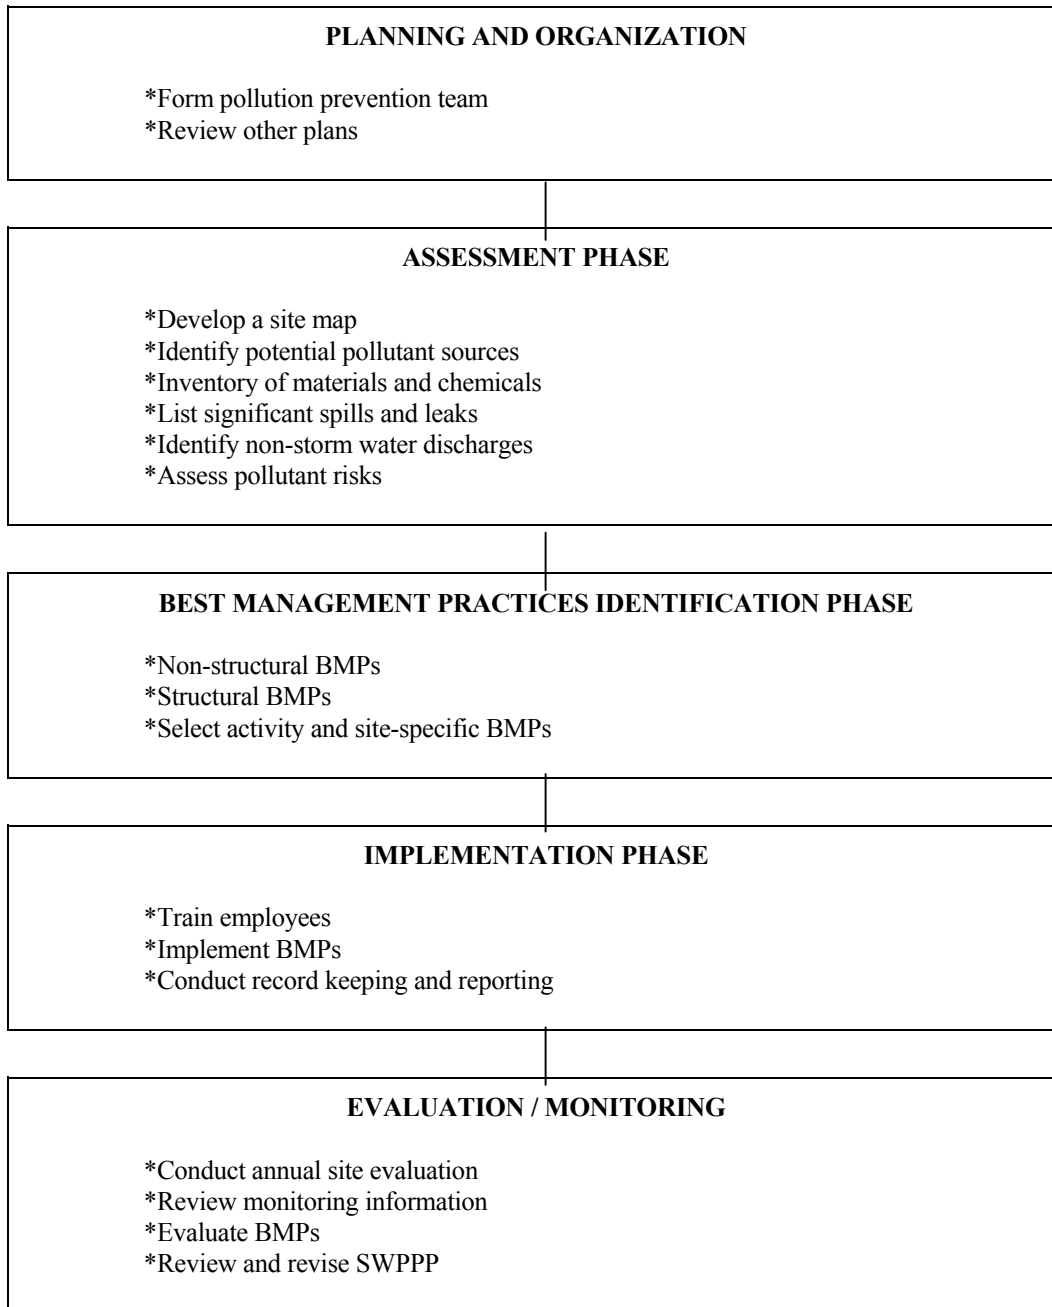 PLANNING AND ORGANIZATION
*Form pollution prevention team
*Review other plans
ASSESSMENT PHASE
*Develop a site map
*Identify potential pollutant sources
*Inventory of materials and chemicals
*List significant spills and leaks
*Identify non-storm water discharges
*Assess pollutant risks
BEST MANAGEMENT PRACTICES IDENTIFICATION PHASE
*Non-structural BMPs
*Structural BMPs
*Select activity and site-specific BMPs
IMPLEMENTATION PHASE
*Train employees
*Implement BMPs
*Conduct record keeping and reporting
EVALUATION / MONITORING
*Conduct annual site evaluation
*Review monitoring information
*Evaluate BMPs
*Review and revise SWPPP